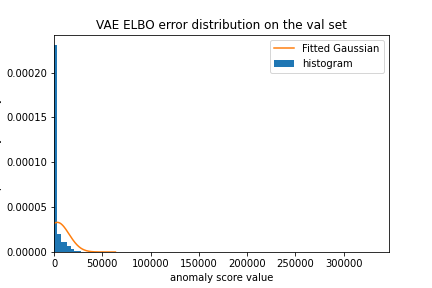 VAE ELBO error distribution on the val set
Fitted Gaussian
histogram
0.00020
0.00015
0.00010
0.00005
0.00000
0 50000 100000 150000 200000 250000 300000
anomaly score value